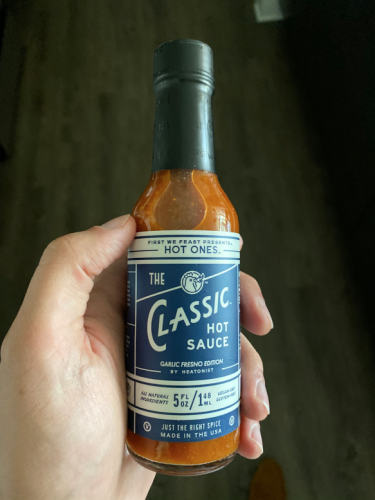 FIRST WE FEAST PRESENTS
HOT ONES
THE
CLASSIC
HOT
SAUCE
GARLIC FRESNO EDITION
BY HEATONIST
ALL NATURAL
INGREDIENTS
5 FL
OZ / 148
ML
VEGAN AND
GLUTEN-FREE
JUST THE RIGHT SPICE
MADE IN THE USA